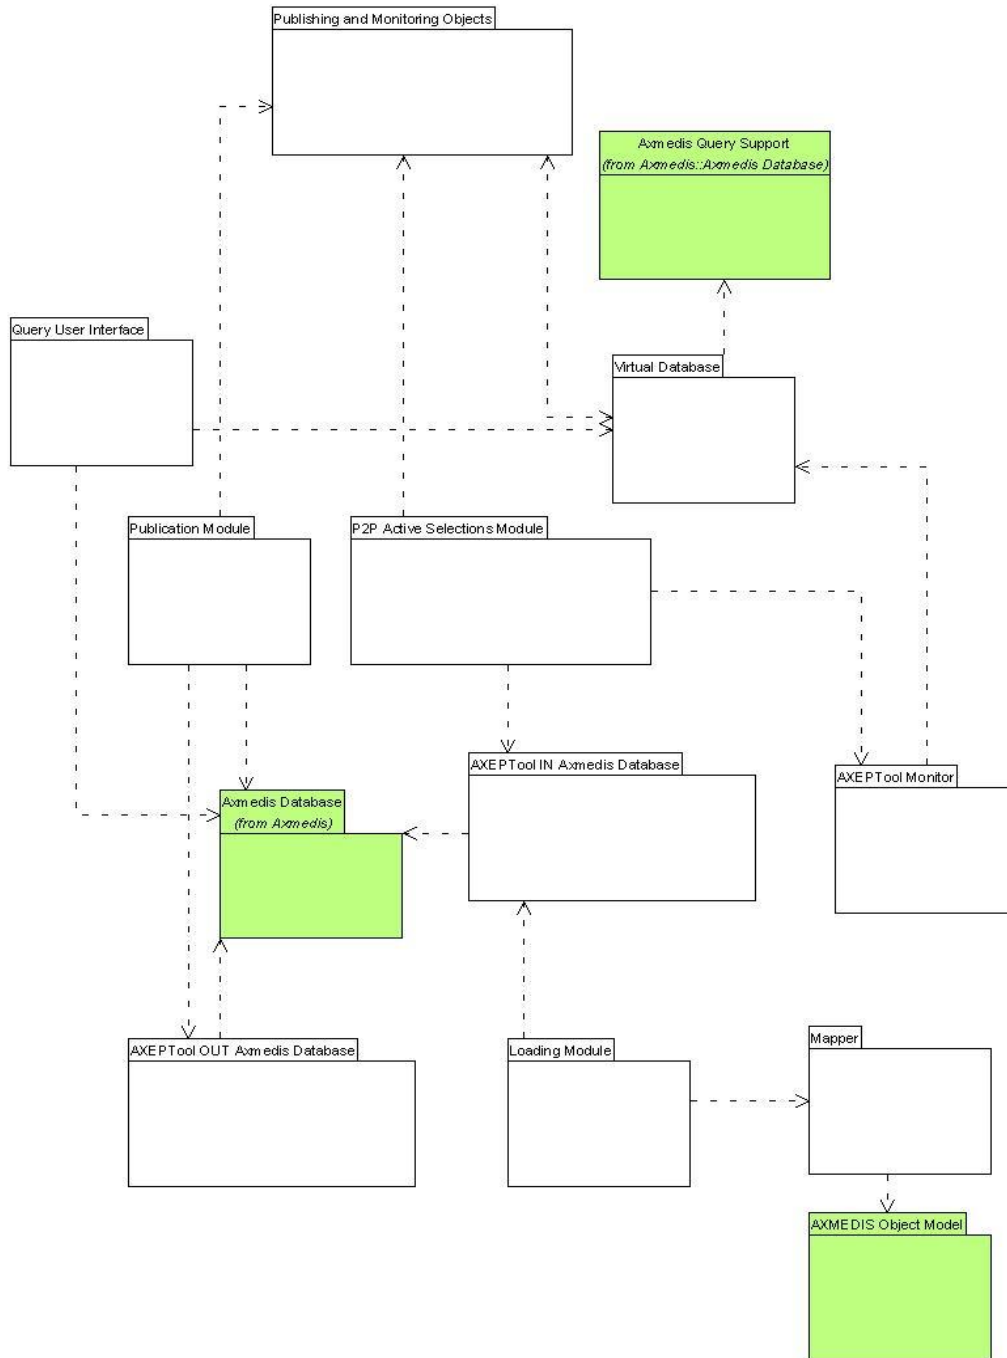 Publishing and Monitoring Objects
Axmedis Query Support
(from Axmedis::Axmedis Database)
Query User Interface
Virtual Database
Publication Module
P2P Active Selections Module
AXEPTool IN Axmedis Database
AXEPTool Monitor
Axmedis Database
(from Axmedis)
AXEPTool OUT Axmedis Database
Loading Module
Mapper
AXMEDIS Object Model